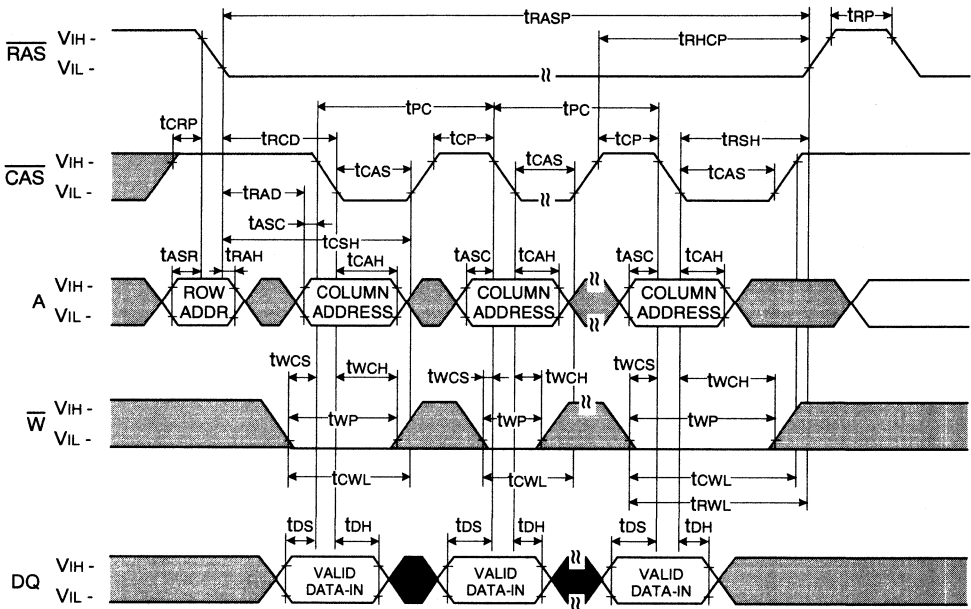 tRASP
tRP
RAS
VIH -
VIL -
tRHCP
tPC
tPC
tCRP
tRCD
tCP
tCP
tRSH
CAS
VIH -
VIL -
tCAS
tCAS
tCAS
tRAD
tASC
tCSH
tASR
tRAH
tCAH
tASC
tCAH
tASC
tCAH
A
VIH -
VIL -
ROW ADDR
COLUMN ADDRESS
COLUMN ADDRESS
COLUMN ADDRESS
tWCS
tWCH
tWCS
tWCH
tWCS
tWCH
W
VIH -
VIL -
tWP
tWP
tWP
tCWL
tCWL
tCWL
tRWL
tDS
tDH
tDS
tDH
tDS
tDH
DQ
VIH -
VIL -
VALID DATA-IN
VALID DATA-IN
VALID DATA-IN